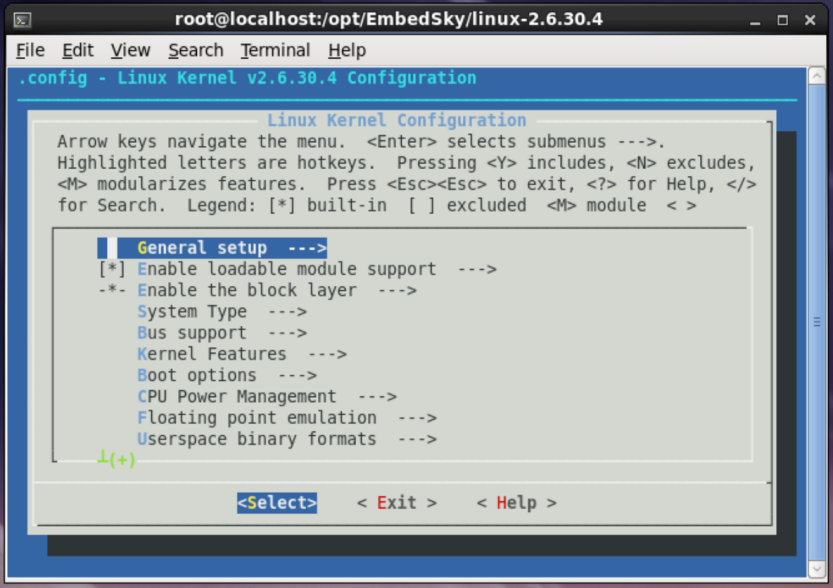 root@localhost:/opt/EmbedSky/linux-2.6.30.4
File Edit View Search Terminal Help
.config - Linux Kernel v2.6.30.4 Configuration
Linux Kernel Configuration
Arrow keys navigate the menu. <Enter> selects submenus --->.
Highlighted letters are hotkeys. Pressing <Y> includes, <N> excludes,
<M> modularizes features. Press <Esc><Esc> to exit, <?> for Help, </>
for Search. Legend: [*] built-in [ ] excluded <M> module < >
General setup --->
[*] Enable loadable module support --->
-*- Enable the block layer --->
System Type --->
Bus support --->
Kernel Features --->
Boot options --->
CPU Power Management --->
Floating point emulation --->
Userspace binary formats --->
┴(+)
<Select> < Exit > < Help >